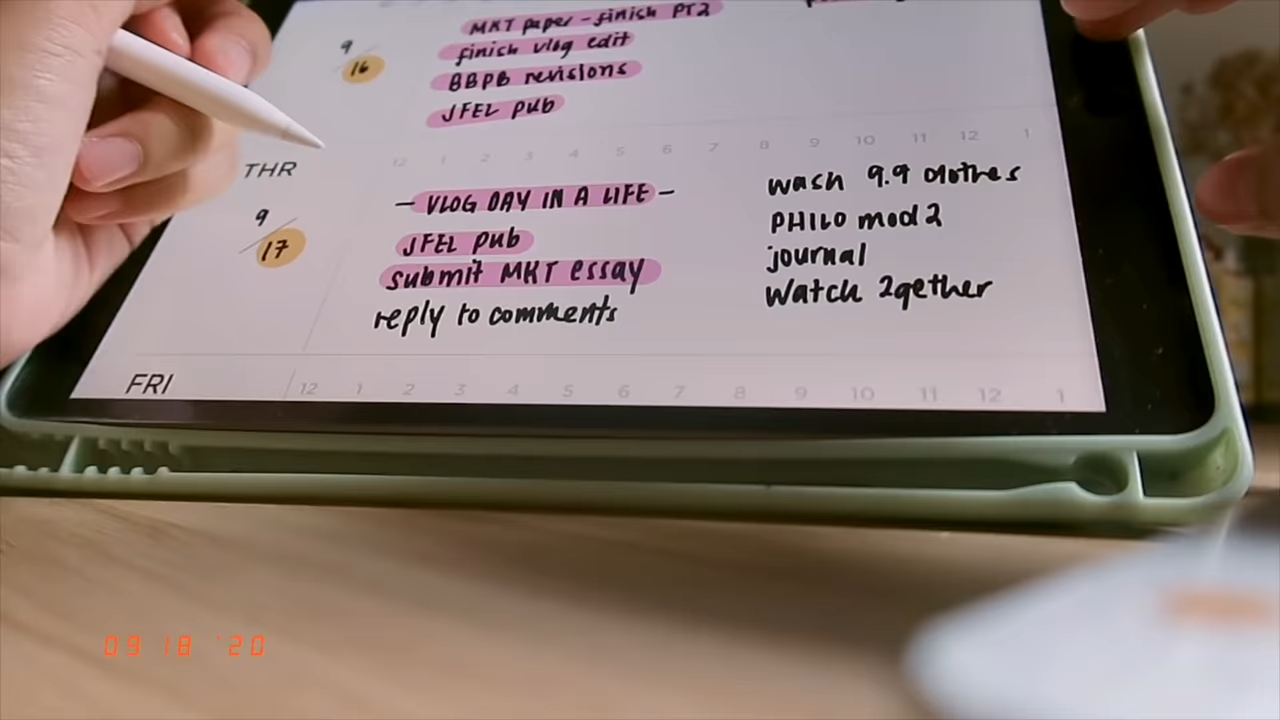 MKT paper - finish PT2
finish vlog edit
BBPB revisions
JFEL pub
9/16
THR
12 1 2 3 4 5 6 7 8 9 10 11 12 1
9/17
- VLOG DAY IN A LIFE -
JFEL pub
submit MKT essay
reply to comments
wash 9.9 clothes
PHILO mod 2
journal
Watch 2gether
FRI
12 1 2 3 4 5 6 7 8 9 10 11 12 1
09 18 '20